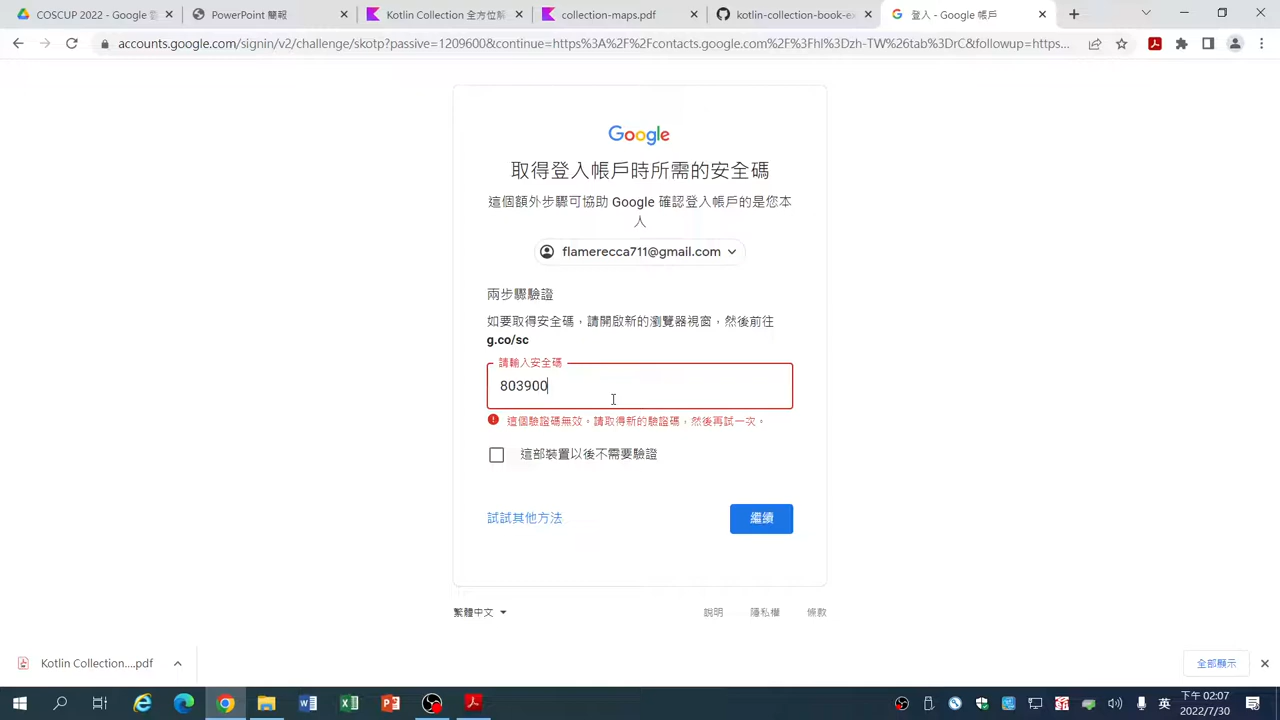 COSCUP 2022 - Google 雲
PowerPoint 簡報
Kotlin Collection 全方位解
collection-maps.pdf
kotlin-collection-book-ex
登入 - Google 帳戶
accounts.google.com/signin/v2/challenge/skotp?passive=1209600&continue=https%3A%2F%2Fcontacts.google.com%2F%3Fhl%3Dzh-TW%26tab%3DrC&followup=https...
Google
取得登入帳戶時所需的安全碼
這個額外步驟可協助 Google 確認登入帳戶的是您本
人
flamerecca711@gmail.com
兩步驟驗證
如要取得安全碼，請開啟新的瀏覽器視窗，然後前往
g.co/sc
請輸入安全碼
803900
這個驗證碼無效。請取得新的驗證碼，然後再試一次。
這部裝置以後不需要驗證
試試其他方法
繼續
繁體中文
說明
隱私權
條款
Kotlin Collection....pdf
全部顯示
英
下午 02:07
2022/7/30